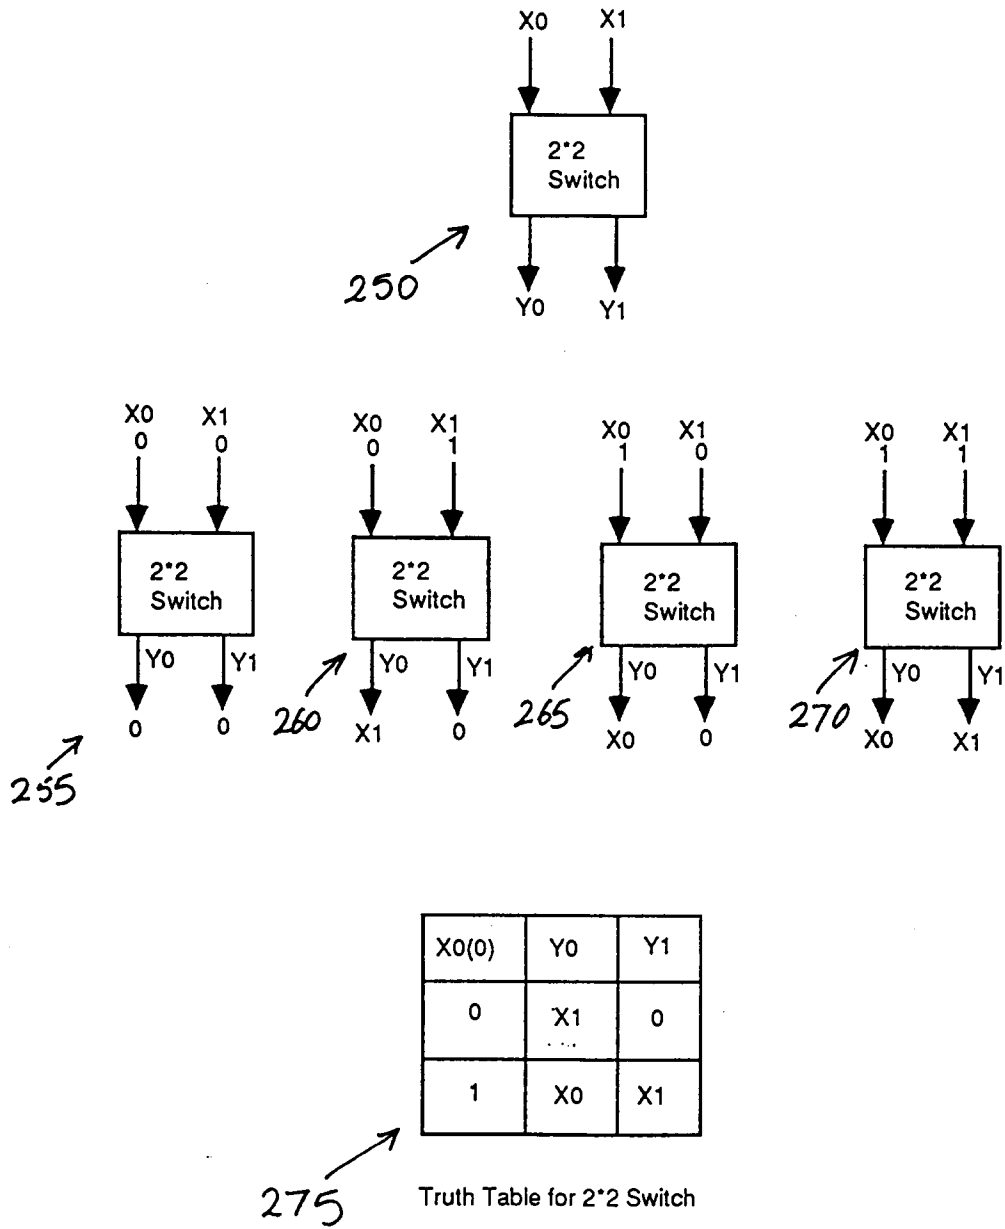 X0 X1
2*2
Switch
250
Y0 Y1
X0 X1
0 0
2*2
Switch
Y0 Y1
0 0
255
X0 X1
0 1
2*2
Switch
260
Y0 Y1
X1 0
X0 X1
1 0
2*2
Switch
265
Y0 Y1
X0 0
X0 X1
1 1
2*2
Switch
270
Y0 Y1
X0 X1
X0(0) Y0 Y1
0 X1 0
1 X0 X1
275
Truth Table for 2*2 Switch